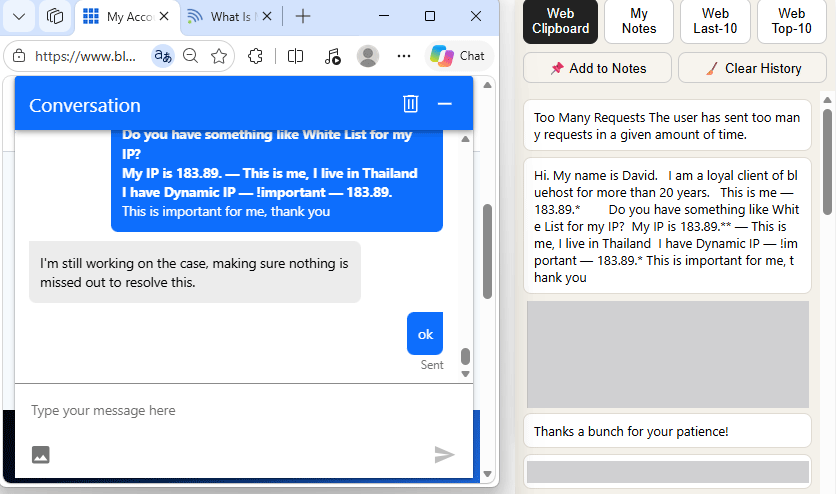 My Acco
What Is
https://www.bl...
Chat
Conversation
Do you have something like White List for my
IP?
My IP is 183.89. — This is me, I live in Thailand
I have Dynamic IP — !important — 183.89.
This is important for me, thank you
I'm still working on the case, making sure nothing is
missed out to resolve this.
ok
Sent
Type your message here
Web
Clipboard
My
Notes
Web
Last-10
Web
Top-10
Add to Notes
Clear History
Too Many Requests The user has sent too man
y requests in a given amount of time.
Hi. My name is David.   I am a loyal client of bl
uehost for more than 20 years.   This is me —
183.89.*        Do you have something like Whit
e List for my IP?  My IP is 183.89.** — This is
me, I live in Thailand  I have Dynamic IP — !im
portant — 183.89.* This is important for me, t
hank you
Thanks a bunch for your patience!